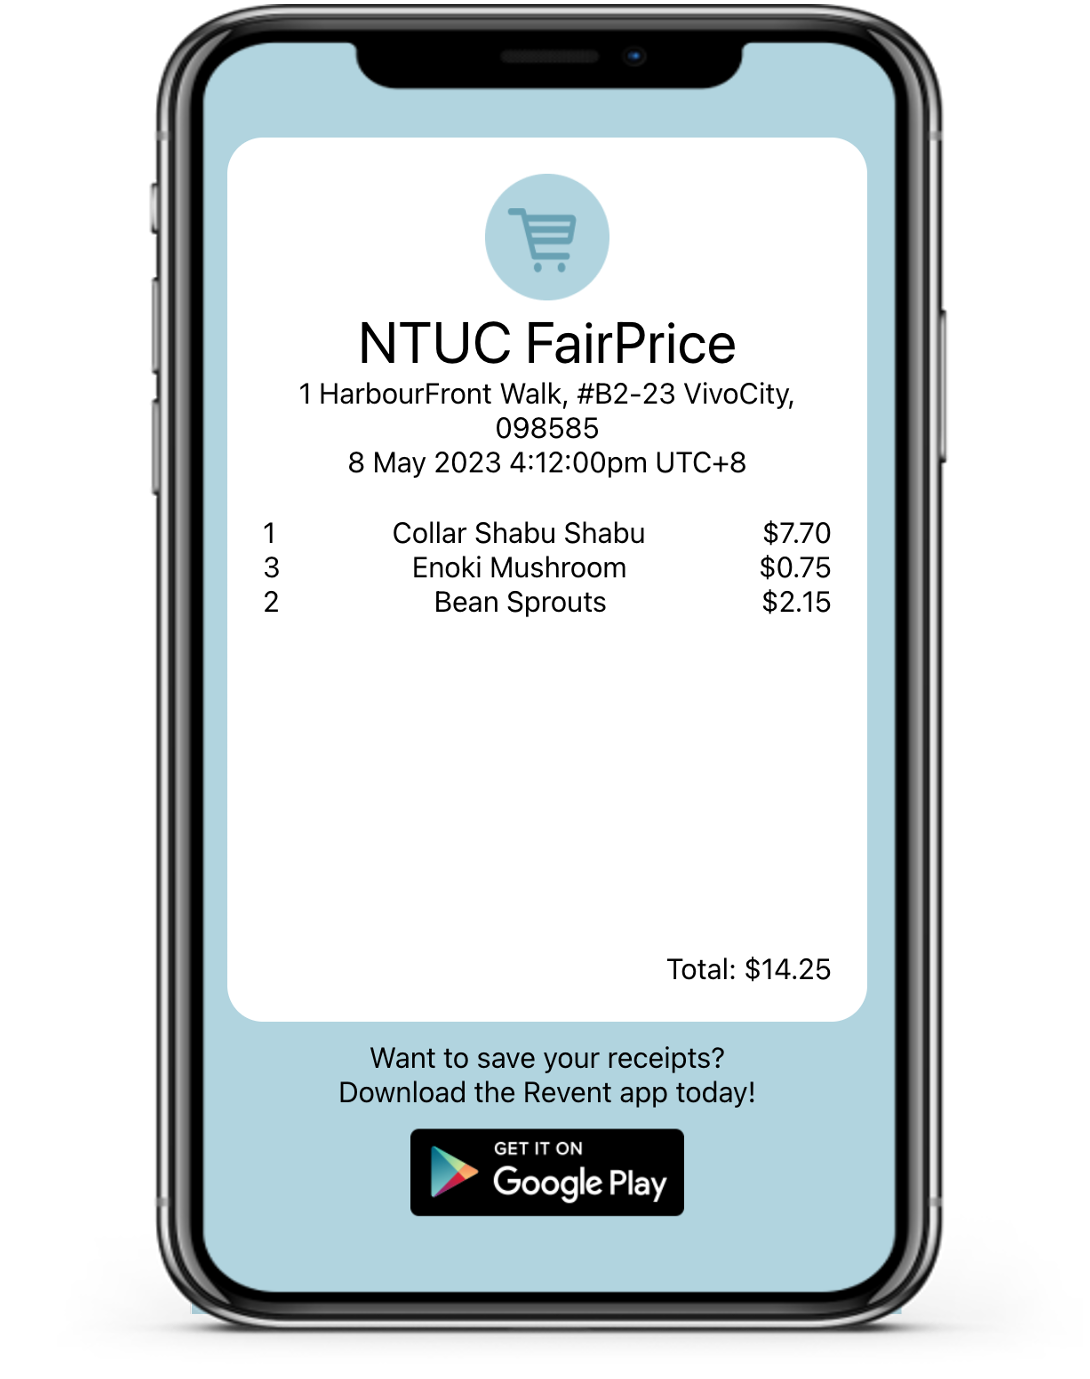 NTUC FairPrice
1 HarbourFront Walk, #B2-23 VivoCity,
098585
8 May 2023 4:12:00pm UTC+8
1 Collar Shabu Shabu $7.70
3 Enoki Mushroom $0.75
2 Bean Sprouts $2.15
Total: $14.25
Want to save your receipts?
Download the Revent app today!
GET IT ON
Google Play